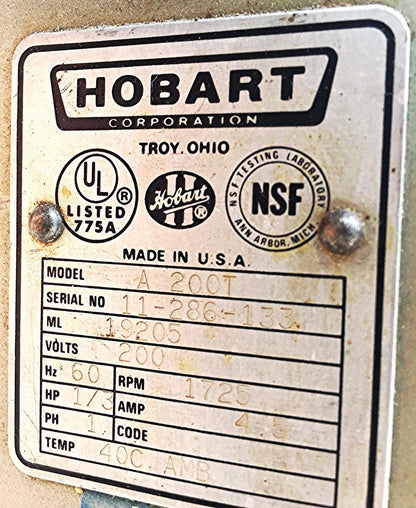 HOBART
CORPORATION
TROY, OHIO
UL ® LISTED 775A
Hobart H ®
NSF TESTING LABORATORY NSF ANN ARBOR, MICH.
MADE IN U.S.A.
MODEL A 200T
SERIAL NO 11-286-133
ML 19205
VOLTS 200
Hz 60 RPM 1725
HP 1/3 AMP 4.5
PH 1 CODE
TEMP 40C AMB